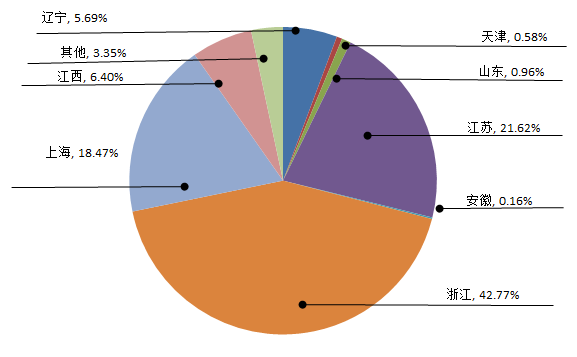 辽宁, 5.69%
天津, 0.58%
其他, 3.35%
山东, 0.96%
江西, 6.40%
江苏, 21.62%
上海, 18.47%
安徽, 0.16%
浙江, 42.77%